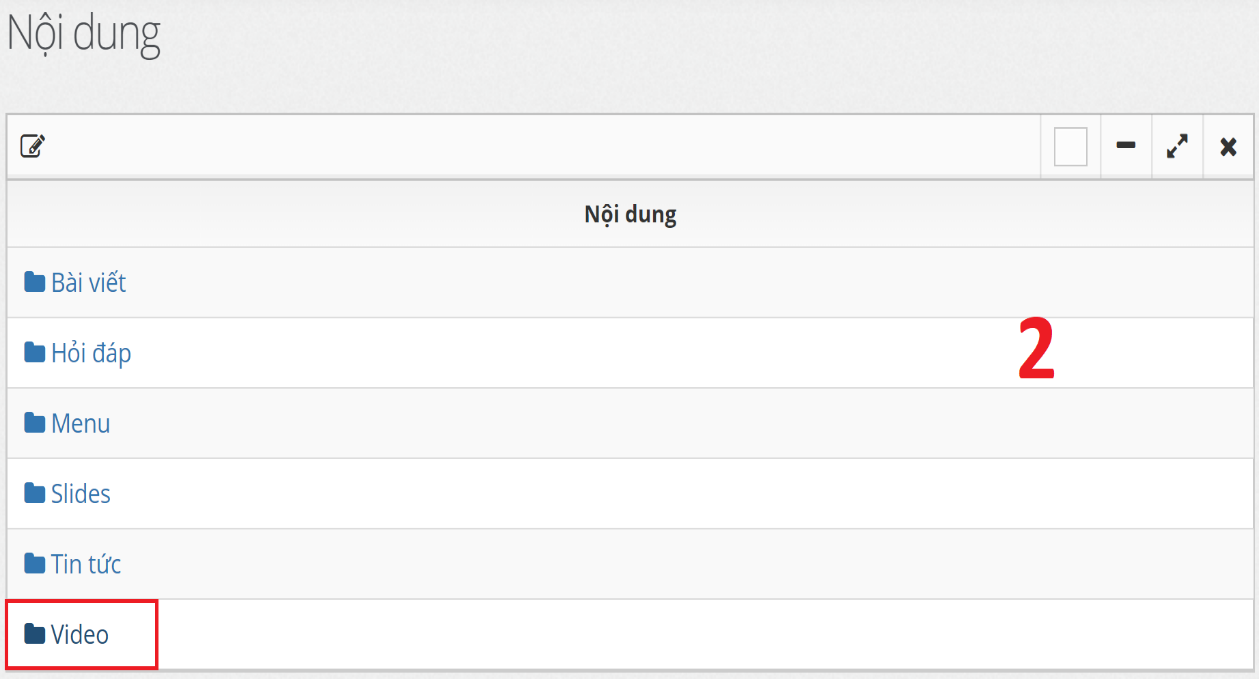 Nội dung
Nội dung
Bài viết
Hỏi đáp
2
Menu
Slides
Tin tức
Video